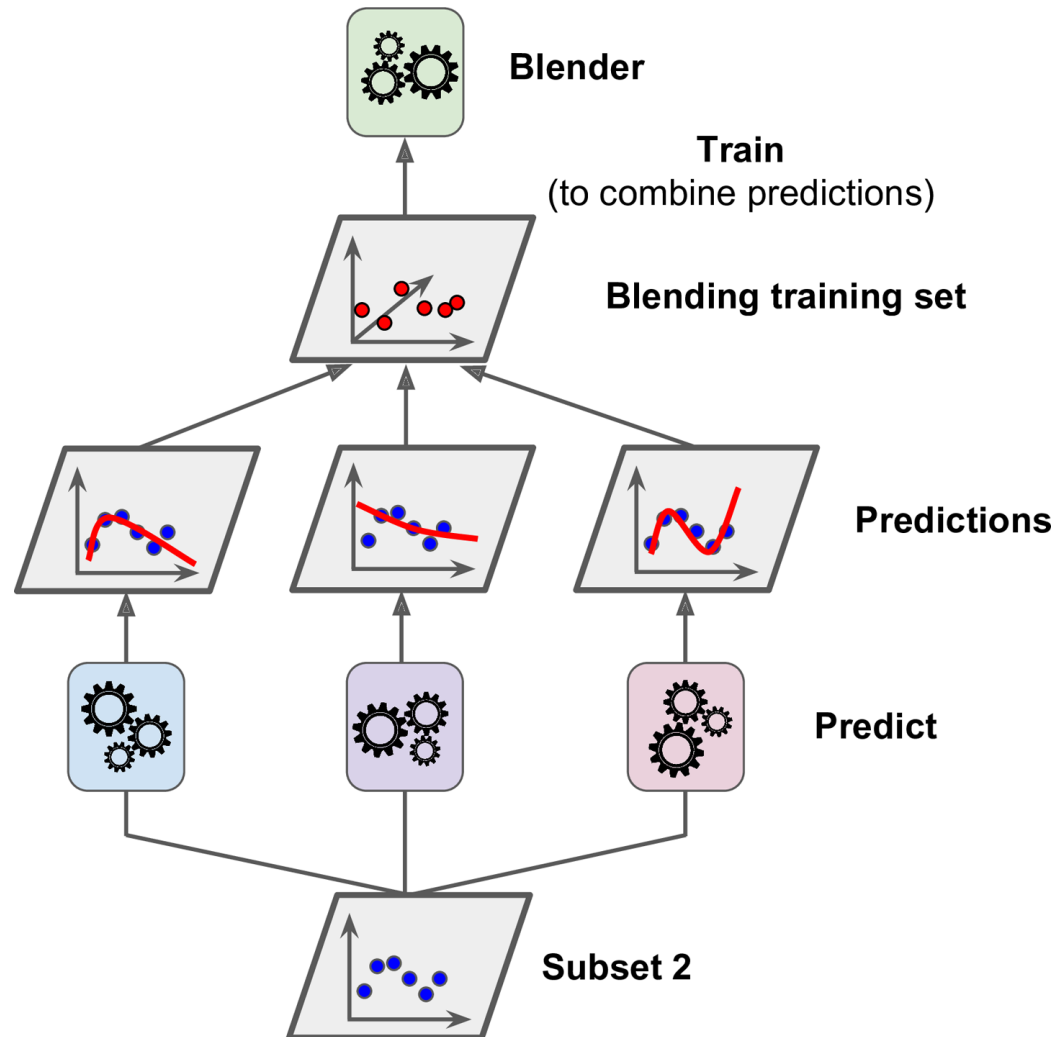 Blender
Train
(to combine predictions)
Blending training set
Predictions
Predict
Subset 2